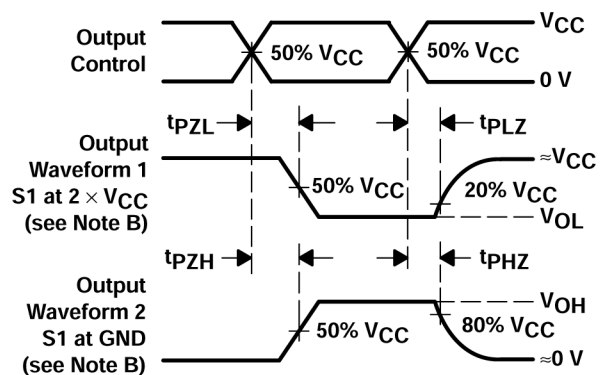 Output
Control
50% VCC
50% VCC
VCC
0 V
tPZL
tPLZ
Output
Waveform 1
S1 at 2 × VCC
(see Note B)
50% VCC
≈VCC
20% VCC
VOL
tPZH
tPHZ
Output
Waveform 2
S1 at GND
(see Note B)
50% VCC
VOH
80% VCC
≈0 V